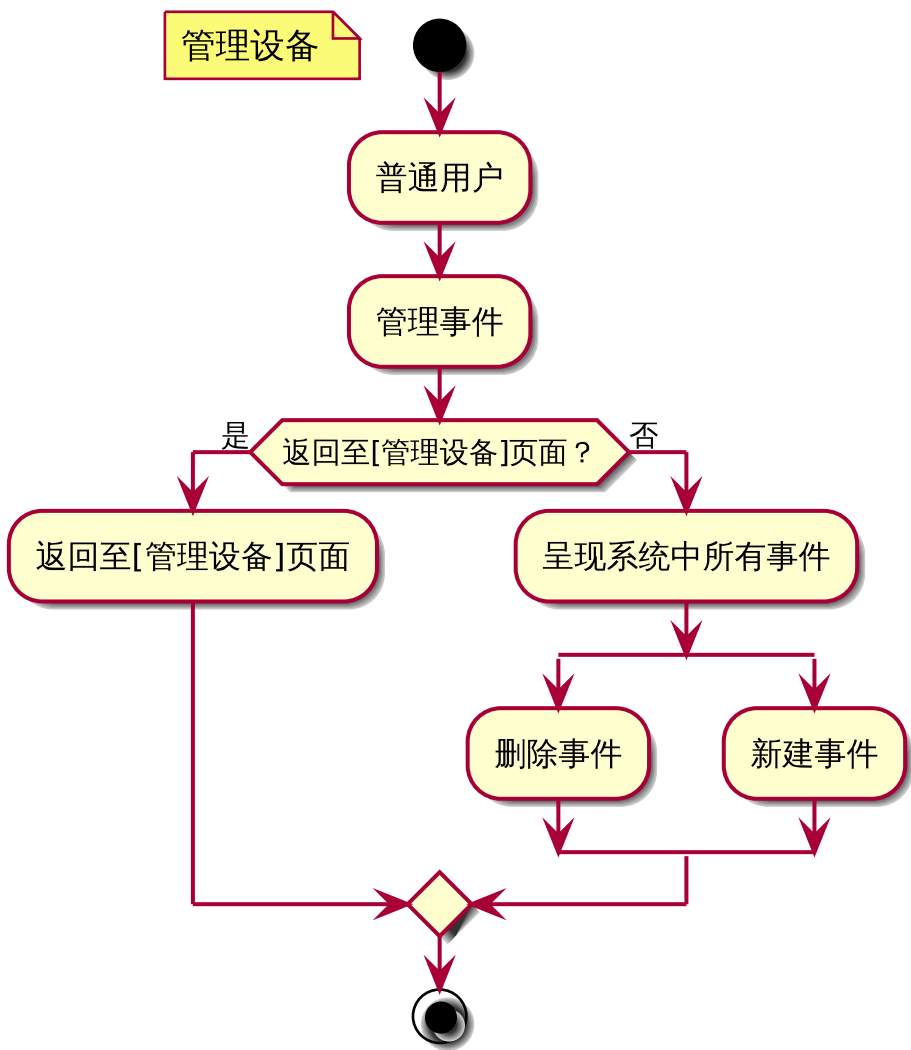 管理设备
普通用户
管理事件
是
返回至[管理设备]页面？
否
返回至[管理设备]页面
呈现系统中所有事件
删除事件
新建事件